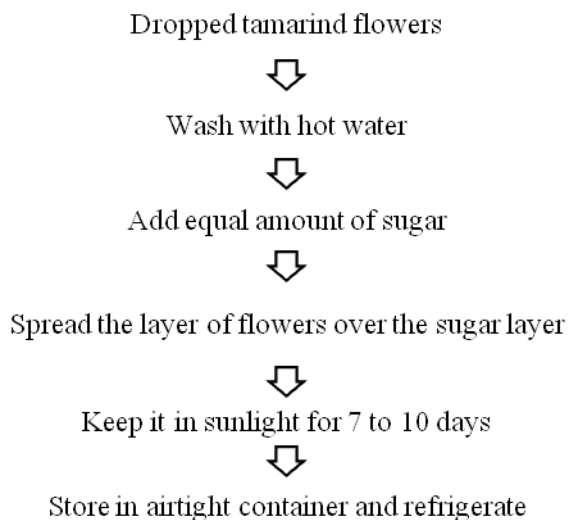 Dropped tamarind flowers
Wash with hot water
Add equal amount of sugar
Spread the layer of flowers over the sugar layer
Keep it in sunlight for 7 to 10 days
Store in airtight container and refrigerate